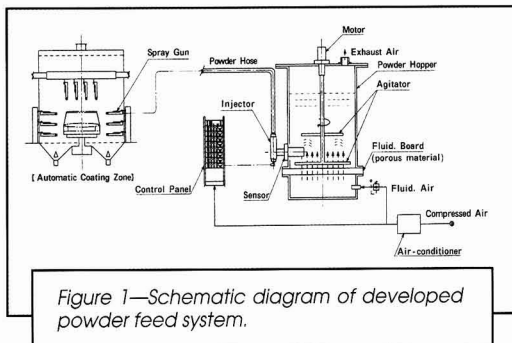 Motor
Exhaust Air
Spray Gun
Powder Hose
Powder Hopper
Injector
Agitator
Fluid. Board
(porous material)
[ Automatic Coating Zone]
Control Panel
Sensor
Fluid. Air
Compressed Air
Air-conditioner
Figure 1—Schematic diagram of developed
powder feed system.